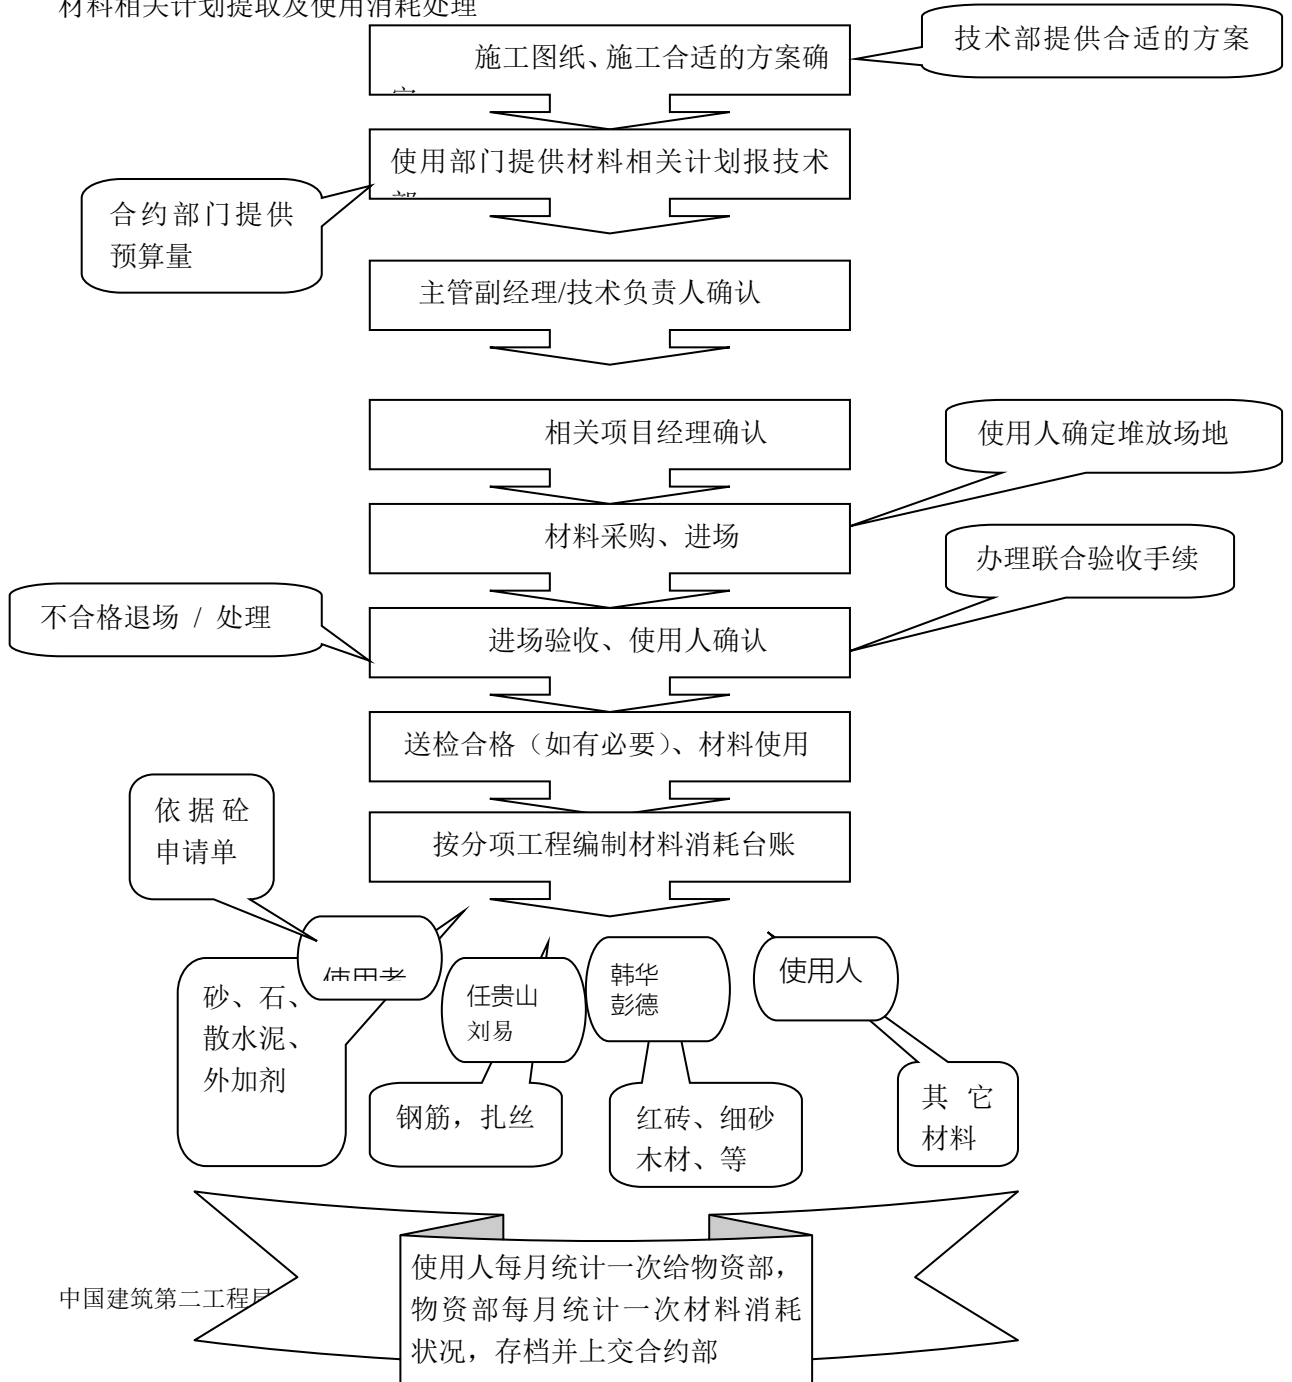 材料相关计划提取及使用消耗处理
技术部提供合适的方案
施工图纸、施工合适的方案确
使用部门提供材料相关计划报技术
合约部门提供
预算量
主管副经理/技术负责人确认
相关项目经理确认
使用人确定堆放场地
材料采购、进场
办理联合验收手续
不合格退场 / 处理
进场验收、使用人确认
送检合格（如有必要）、材料使用
依据砼
申请单
按分项工程编制材料消耗台账
使用者
砂、石、
散水泥、
外加剂
任贵山
刘易
韩华
彭德
使用人
钢筋，扎丝
红砖、细砂
木材、等
其它
材料
使用人每月统计一次给物资部，
物资部每月统计一次材料消耗
状况，存档并上交合约部
中国建筑第二工程局